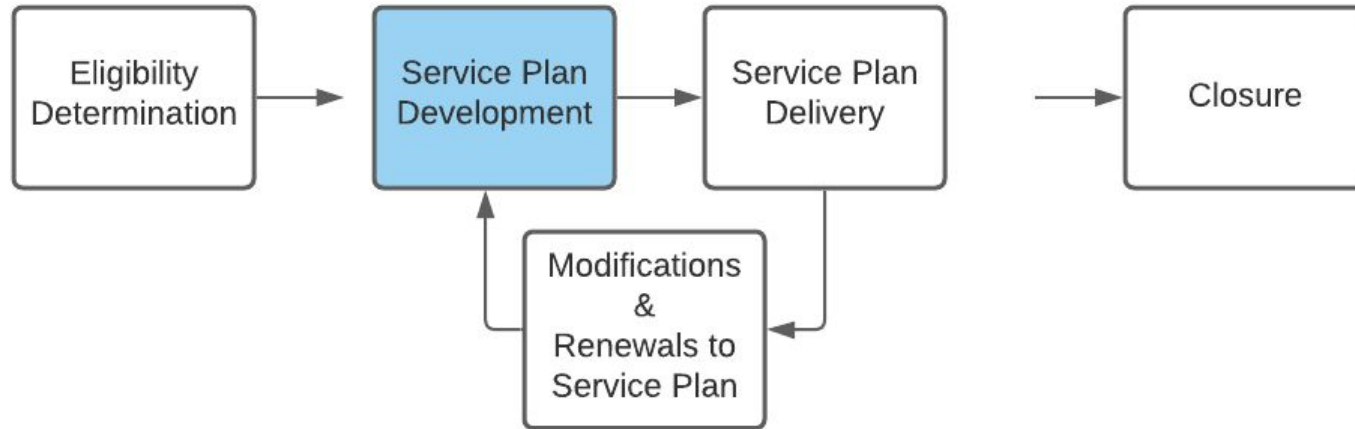 Eligibility
Determination
Service Plan
Development
Service Plan
Delivery
Closure
Modifications
&
Renewals to
Service Plan